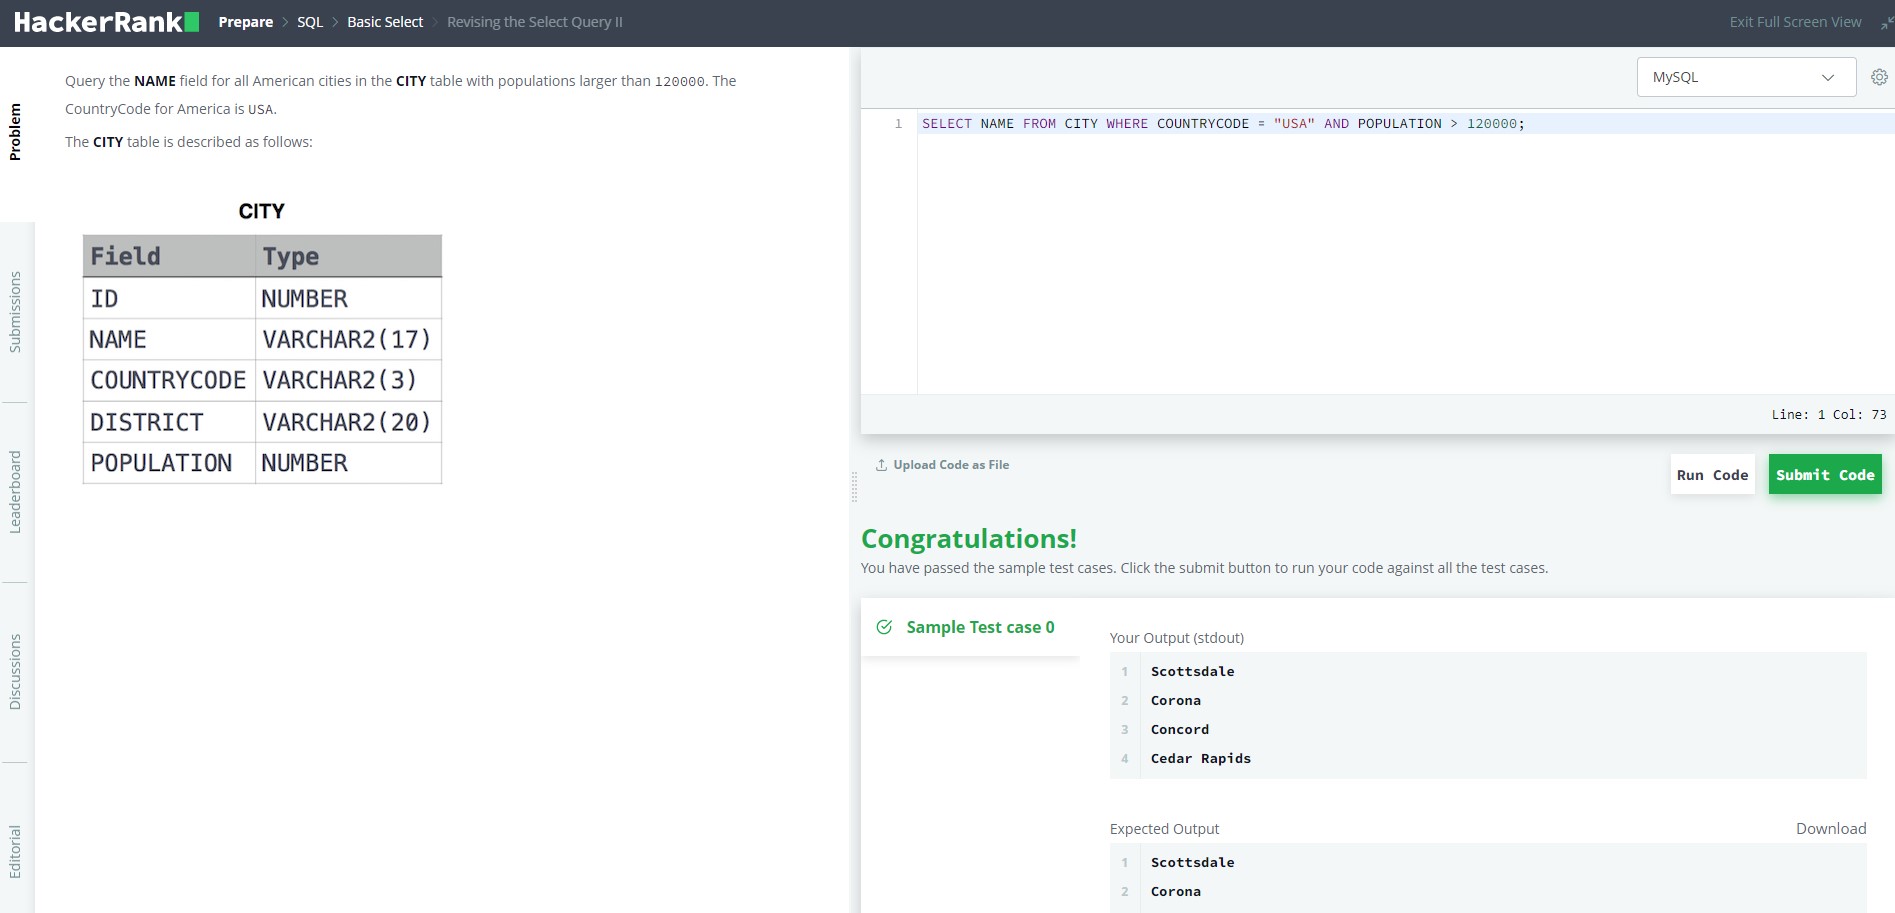 HackerRank Prepare > SQL > Basic Select > Revising the Select Query II Exit Full Screen View
Problem
Submissions
Leaderboard
Discussions
Editorial
Query the NAME field for all American cities in the CITY table with populations larger than 120000. The
CountryCode for America is USA.
The CITY table is described as follows:
CITY
Field Type
ID NUMBER
NAME VARCHAR2(17)
COUNTRYCODE VARCHAR2(3)
DISTRICT VARCHAR2(20)
POPULATION NUMBER
MySQL
1 SELECT NAME FROM CITY WHERE COUNTRYCODE = "USA" AND POPULATION > 120000;
Line: 1 Col: 73
Upload Code as File
Run Code
Submit Code
Congratulations!
You have passed the sample test cases. Click the submit button to run your code against all the test cases.
Sample Test case 0
Your Output (stdout)
1 Scottsdale
2 Corona
3 Concord
4 Cedar Rapids
Expected Output Download
1 Scottsdale
2 Corona